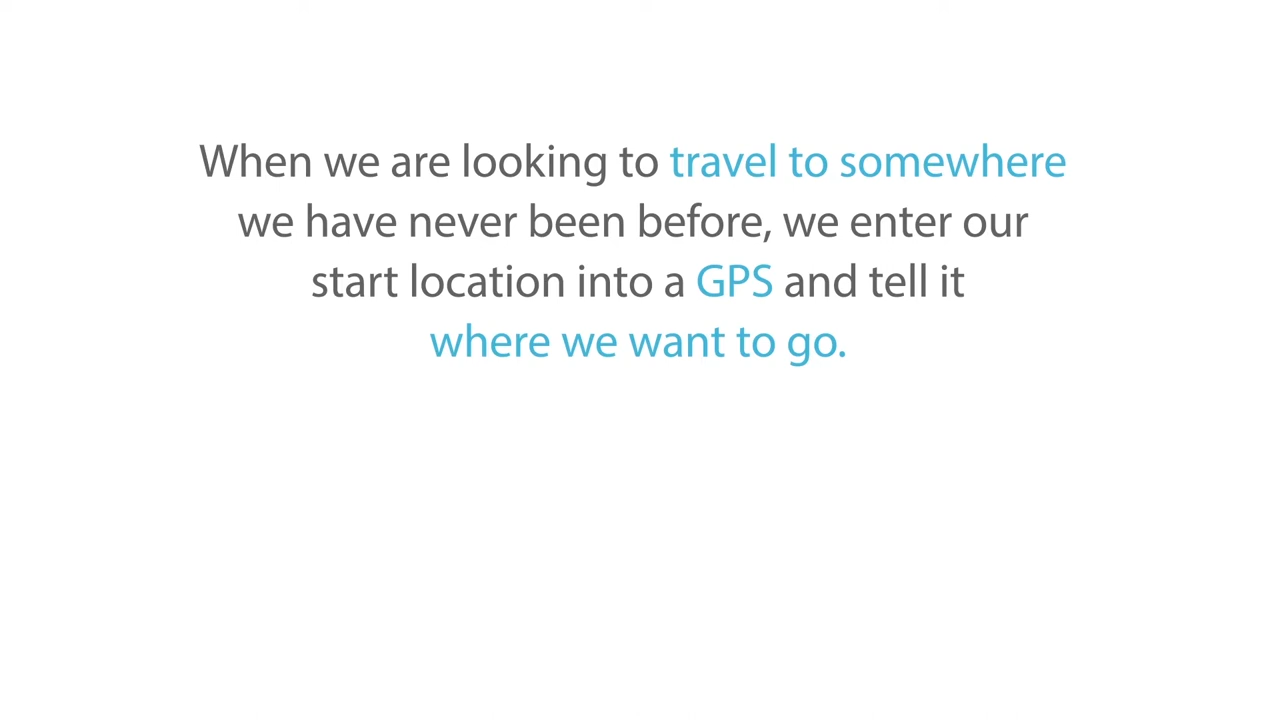 When we are looking to travel to somewhere
we have never been before, we enter our
start location into a GPS and tell it
where we want to go.